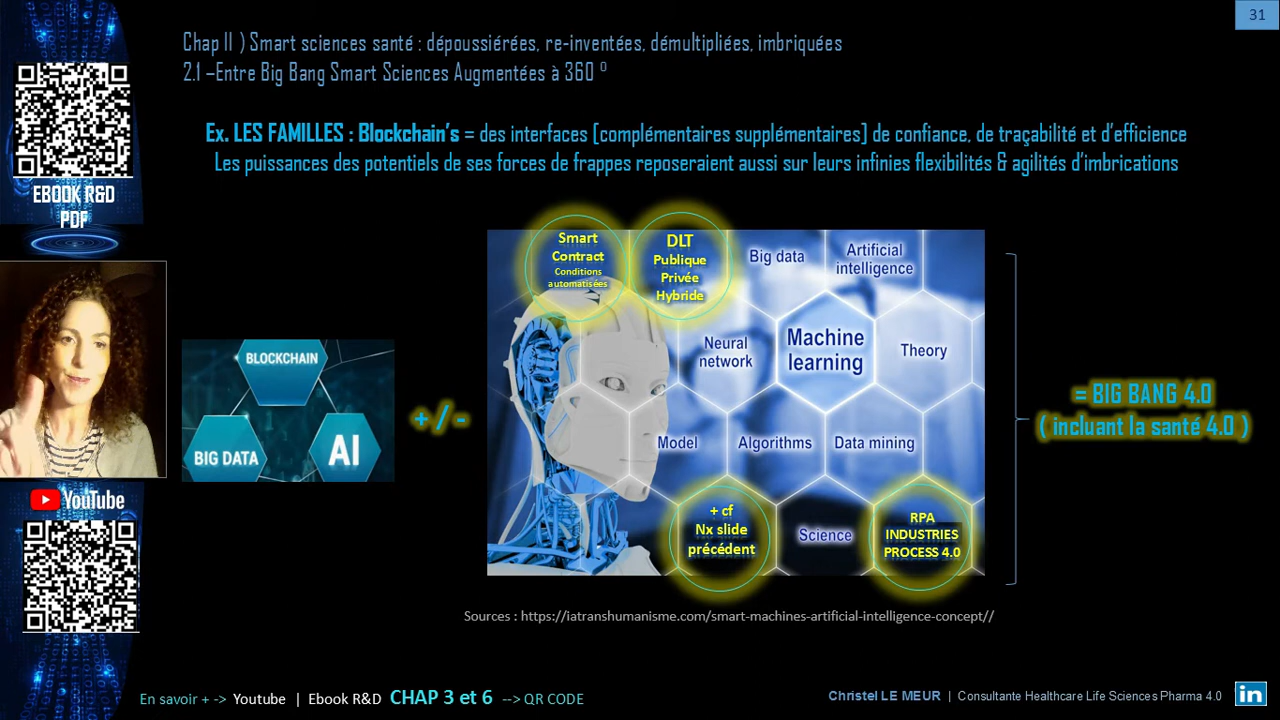 31
Chap II ) Smart sciences santé : dépoussiérées, re-inventées, démultipliées, imbriquées
2.1 –Entre Big Bang Smart Sciences Augmentées à 360 °
Ex. LES FAMILLES : Blockchain's = des interfaces [complémentaires supplémentaires] de confiance, de traçabilité et d'efficience
Les puissances des potentiels de ses forces de frappes reposeraient aussi sur leurs infinies flexibilités & agilités d'imbrications
EBOOK R&D
PDF
YouTube
BLOCKCHAIN
BIG DATA
AI
+ / -
Smart
Contract
Conditions
automatisées
DLT
Publique
Privée
Hybride
Big data
Artificial
intelligence
Neural
network
Machine
learning
Theory
Model
Algorithms
Data mining
+ cf
Nx slide
précédent
Science
RPA
INDUSTRIES
PROCESS 4.0
= BIG BANG 4.0
( incluant la santé 4.0 )
Sources : https://iatranshumanisme.com/smart-machines-artificial-intelligence-concept//
En savoir + -> Youtube | Ebook R&D CHAP 3 et 6 --> QR CODE
Christel LE MEUR | Consultante Healthcare Life Sciences Pharma 4.0
in